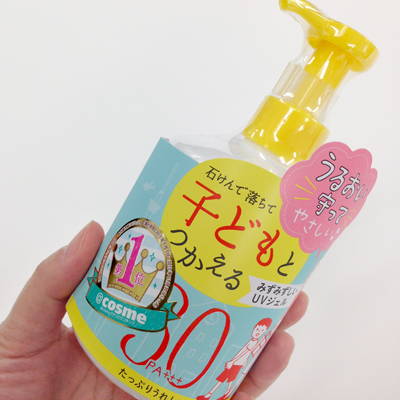 うるおい
守って
やさしい
石けんで落ちて
子どもと
つかえる
みずみずしい
UVジェル
第1位
@cosme
30
PA+++
たっぷりうれし